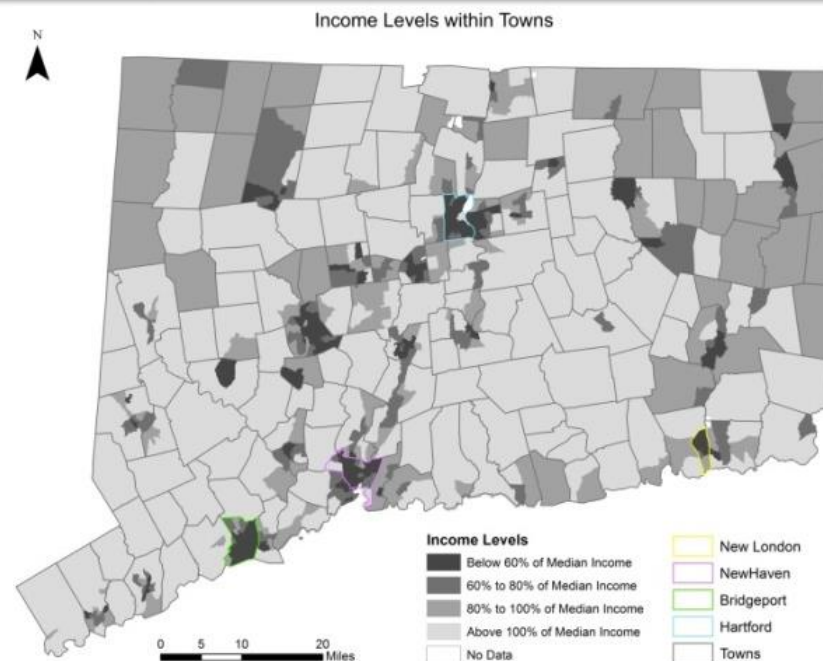 Income Levels within Towns
N
Income Levels
Below 60% of Median Income
60% to 80% of Median Income
80% to 100% of Median Income
Above 100% of Median Income
No Data
New London
NewHaven
Bridgeport
Hartford
Towns
0 5 10 20
Miles